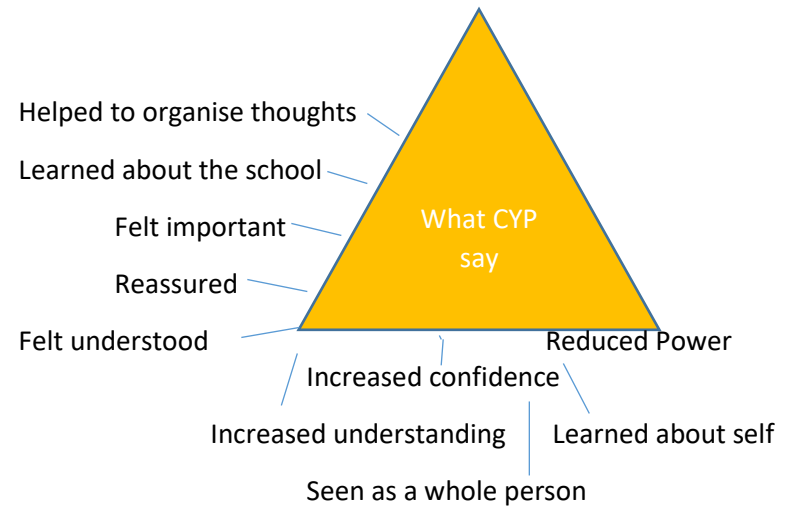 Helped to organise thoughts
Learned about the school
Felt important
What CYP
say
Reassured
Felt understood
Reduced Power
Increased confidence
Increased understanding
Learned about self
Seen as a whole person